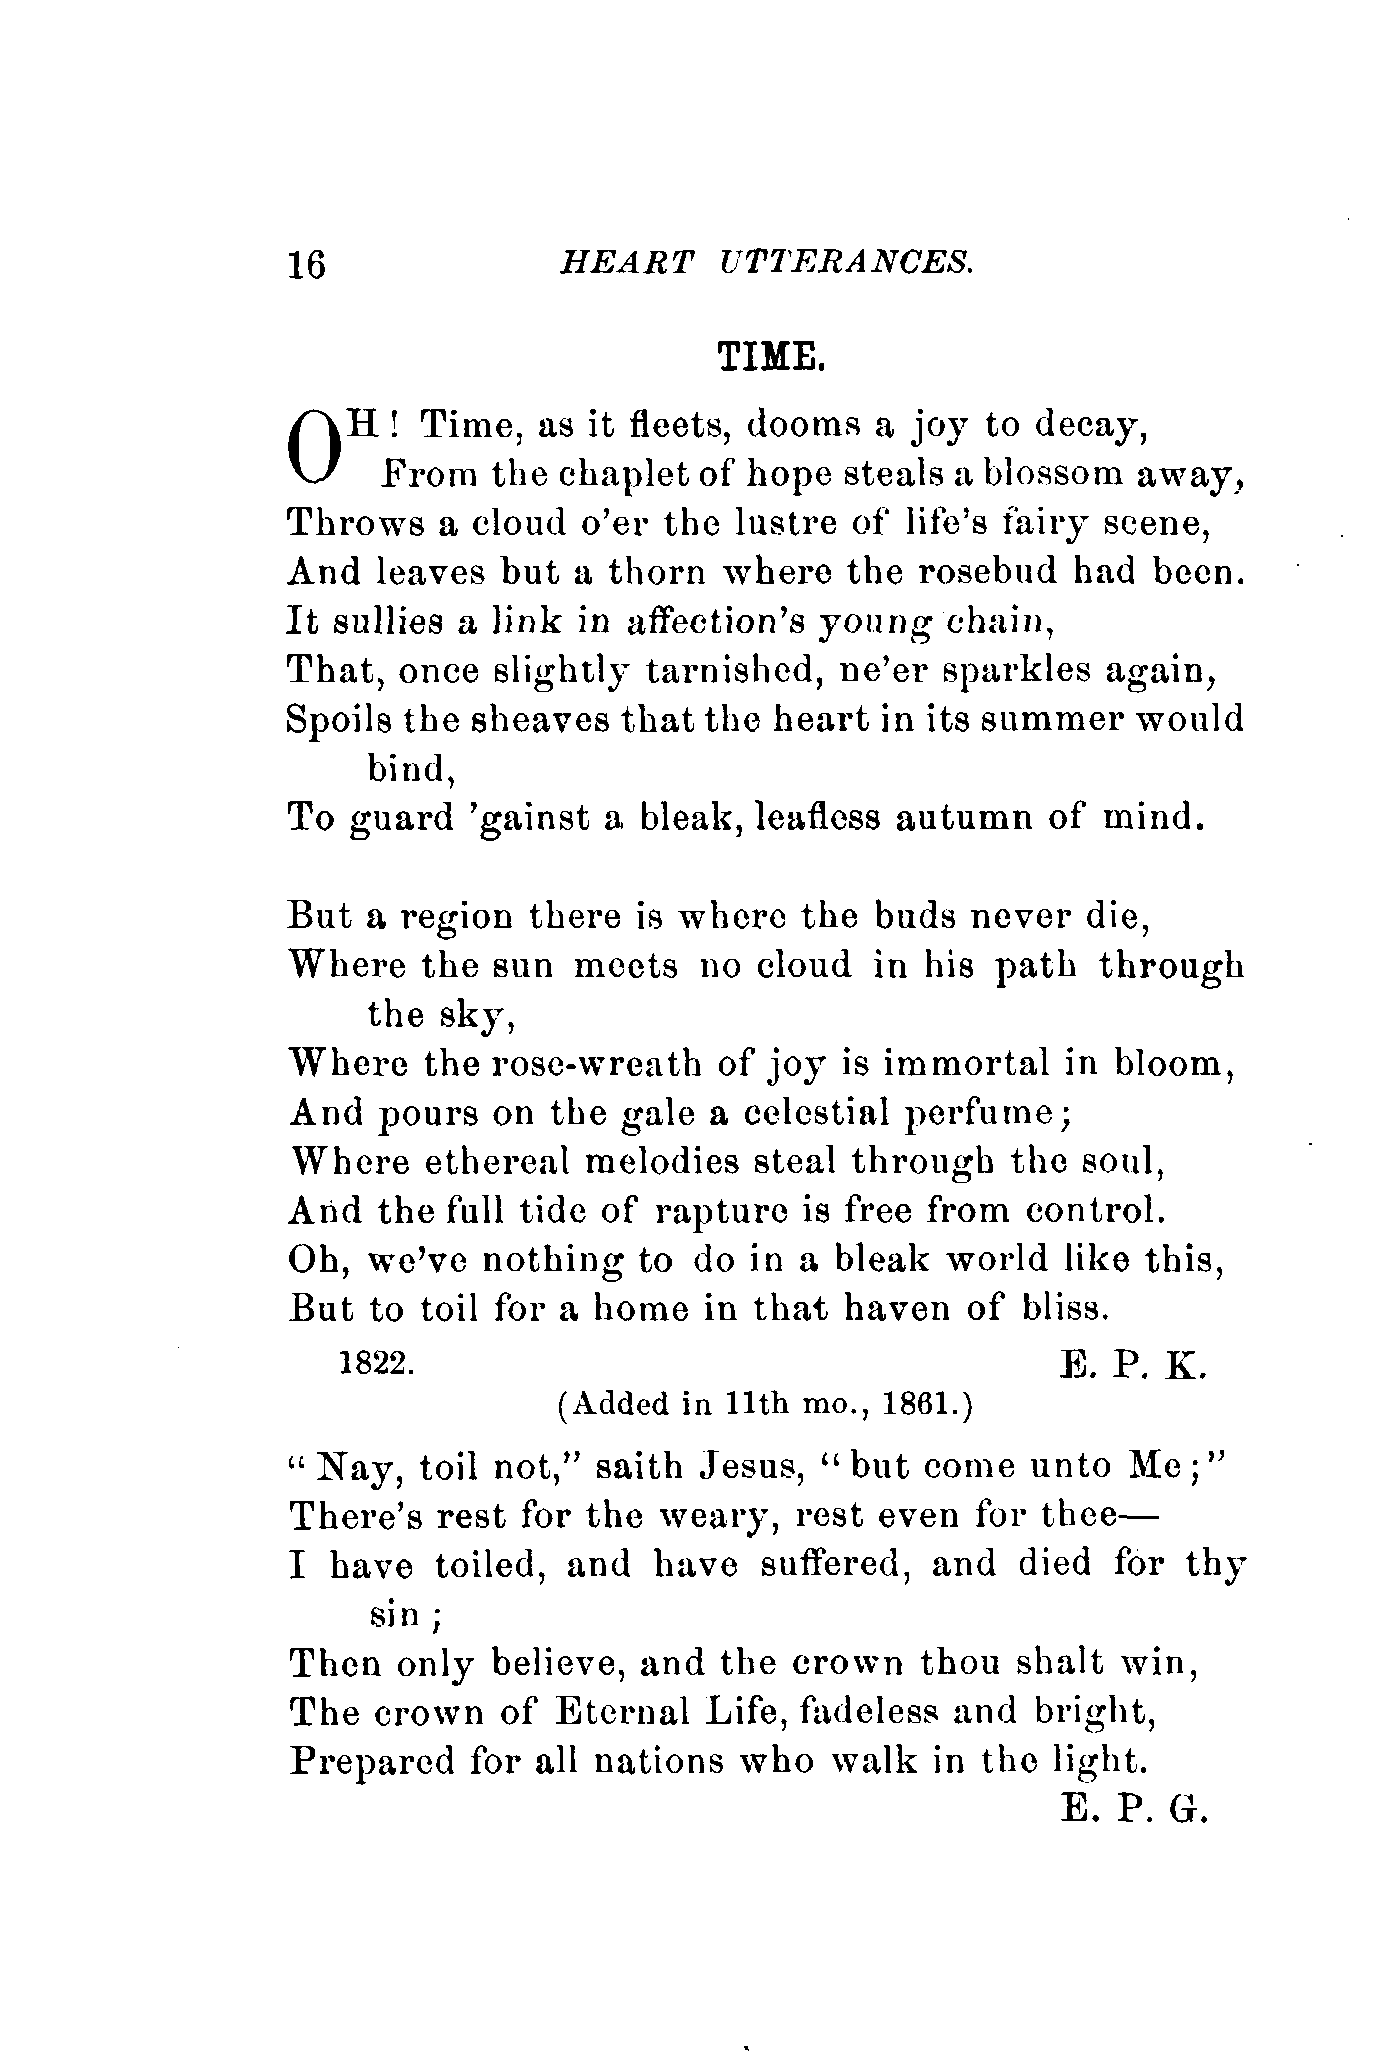 16 HEART UTTERANCES.
TIME.
OH! Time, as it fleets, dooms a joy to decay,
From the chaplet of hope steals a blossom away,
Throws a cloud o'er the lustre of life's fairy scene,
And leaves but a thorn where the rosebud had been.
It sullies a link in affection's young chain,
That, once slightly tarnished, ne'er sparkles again,
Spoils the sheaves that the heart in its summer would
bind,
To guard 'gainst a bleak, leafless autumn of mind.

But a region there is where the buds never die,
Where the sun meets no cloud in his path through
the sky,
Where the rose-wreath of joy is immortal in bloom,
And pours on the gale a celestial perfume;
Where ethereal melodies steal through the soul,
And the full tide of rapture is free from control.
Oh, we've nothing to do in a bleak world like this,
But to toil for a home in that haven of bliss.
1822. E. P. K.
(Added in 11th mo., 1861.)
"Nay, toil not," saith Jesus, "but come unto Me;"
There's rest for the weary, rest even for thee—
I have toiled, and have suffered, and died for thy
sin;
Then only believe, and the crown thou shalt win,
The crown of Eternal Life, fadeless and bright,
Prepared for all nations who walk in the light.
E. P. G.